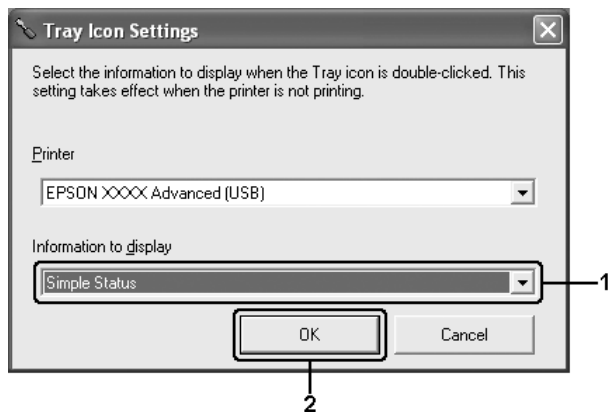 Tray Icon Settings
Select the information to display when the Tray icon is double-clicked. This
setting takes effect when the printer is not printing.
Printer
EPSON XXXX Advanced (USB)
Information to display
Simple Status
1
OK
Cancel
2